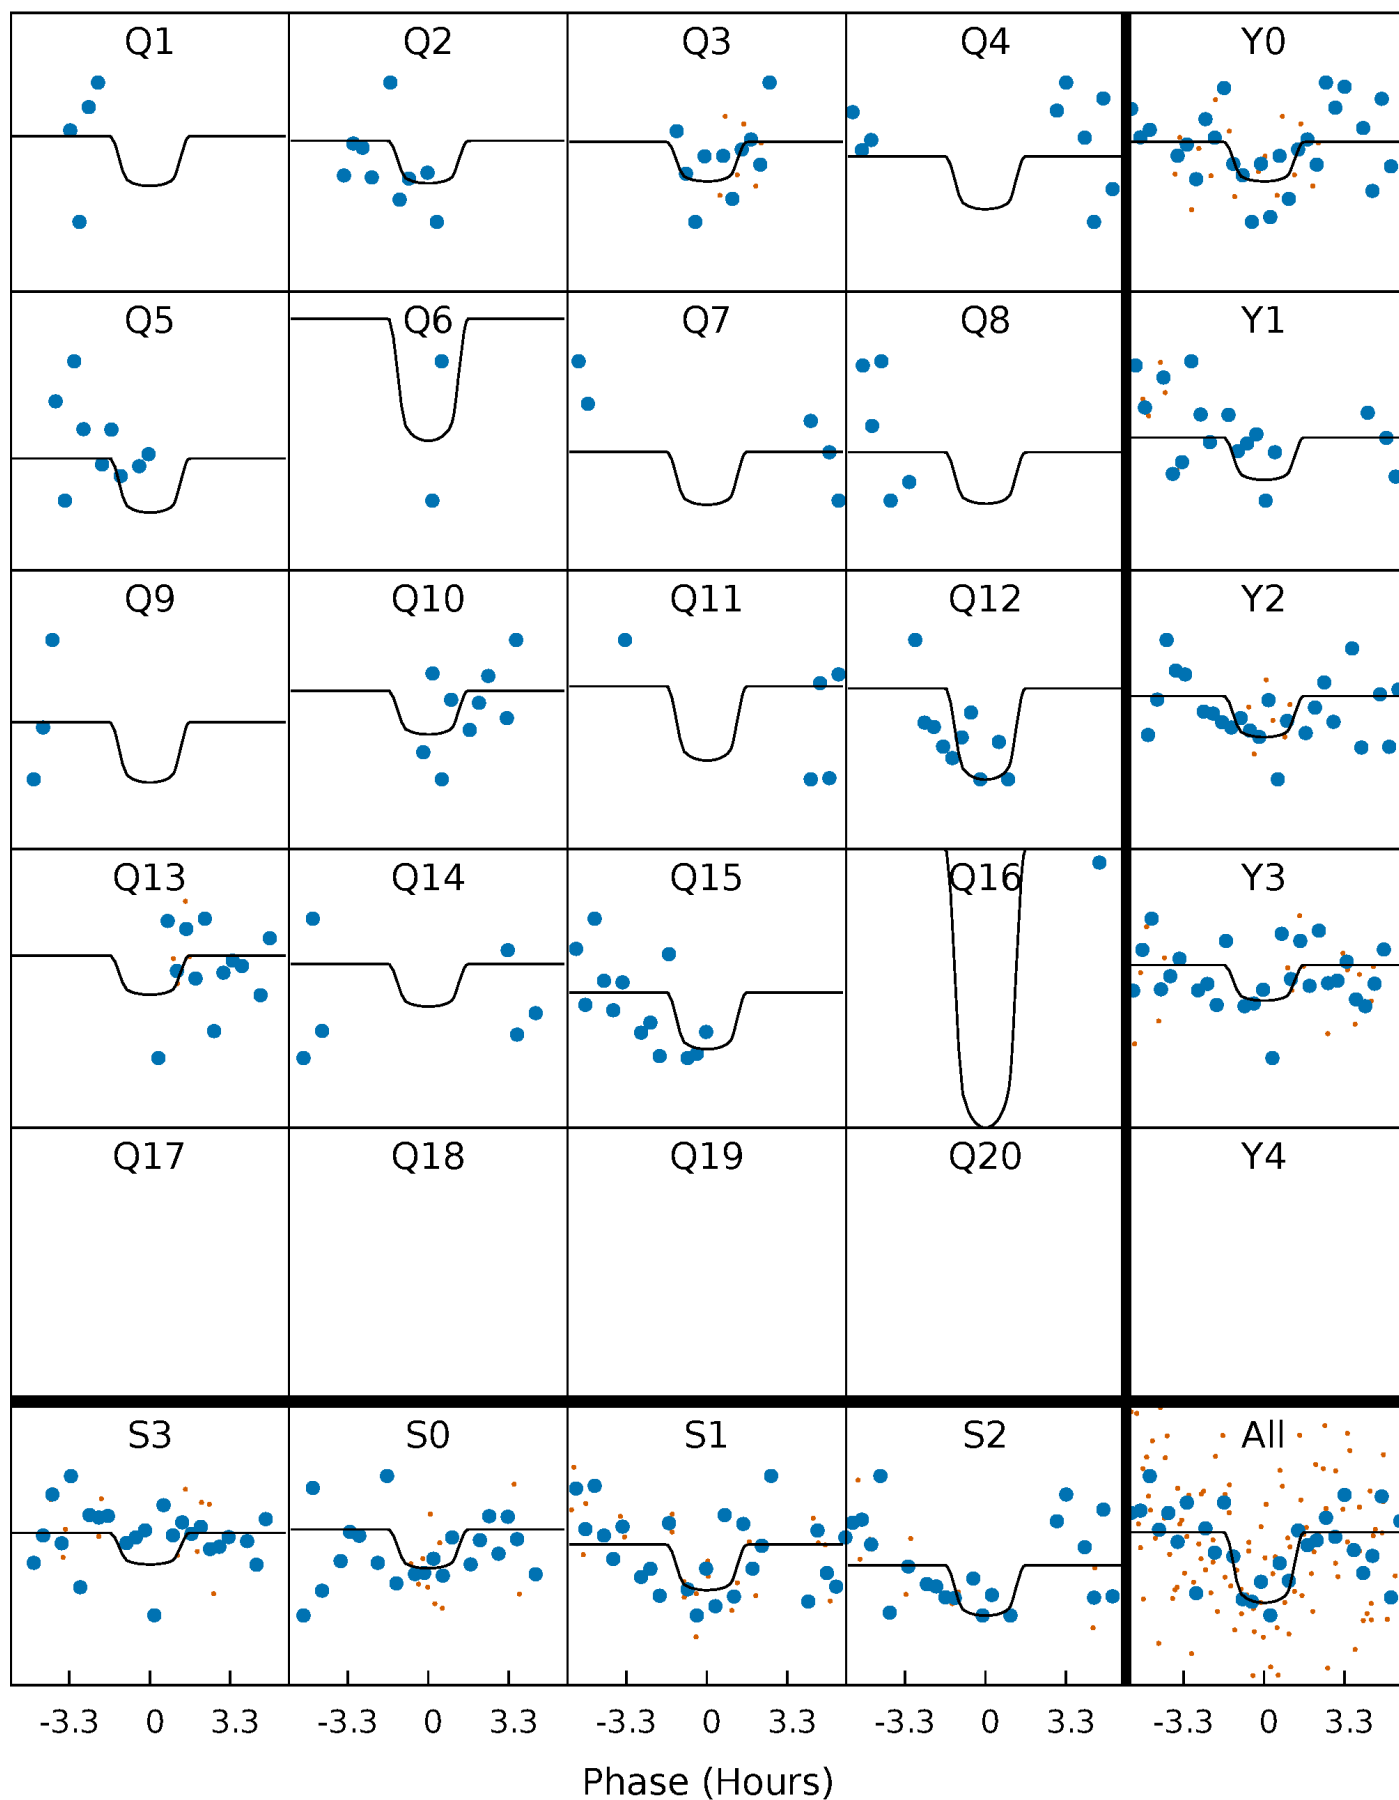 Q1 Q2 Q3 Q4 Y0
Q5 Q6 Q7 Q8 Y1
Q9 Q10 Q11 Q12 Y2
Q13 Q14 Q15 Q16 Y3
Q17 Q18 Q19 Q20 Y4
S3 S0 S1 S2 All
-3.3 0 3.3 -3.3 0 3.3 -3.3 0 3.3 -3.3 0 3.3 -3.3 0 3.3
Phase (Hours)